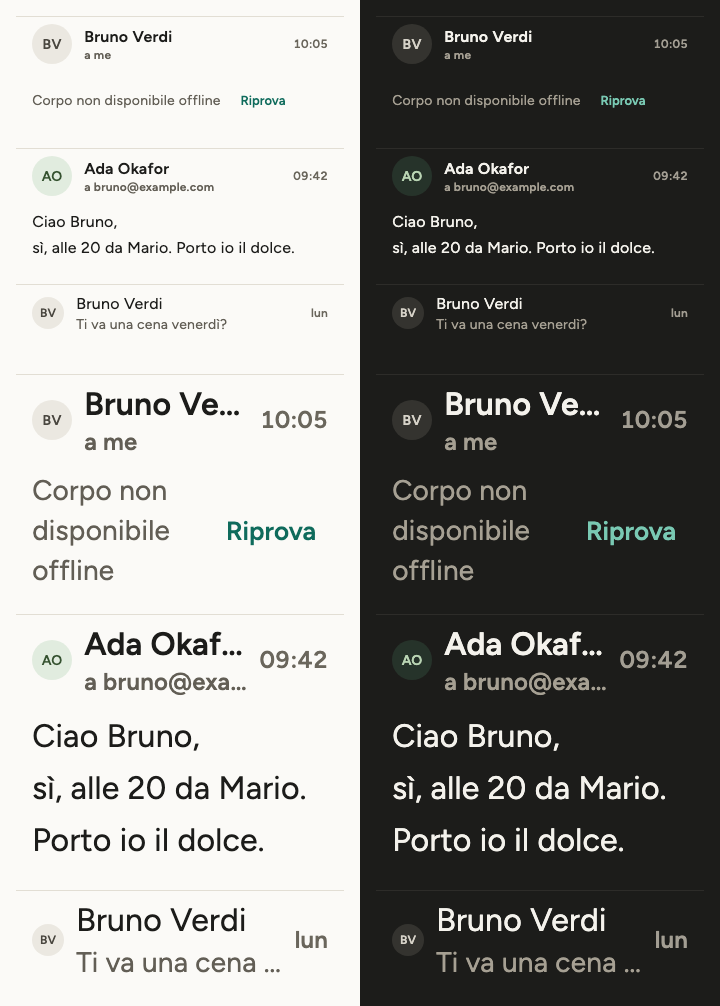 BV
Bruno Verdi
a me
10:05
Corpo non disponibile offline Riprova
AO
Ada Okafor
a bruno@example.com
09:42
Ciao Bruno,
sì, alle 20 da Mario. Porto io il dolce.
BV
Bruno Verdi
Ti va una cena venerdì?
lun
BV
Bruno Ve...
a me
10:05
Corpo non
disponibile
offline
Riprova
AO
Ada Okaf...
a bruno@exa...
09:42
Ciao Bruno,
sì, alle 20 da Mario.
Porto io il dolce.
BV
Bruno Verdi
Ti va una cena ...
lun
BV
Bruno Verdi
a me
10:05
Corpo non disponibile offline Riprova
AO
Ada Okafor
a bruno@example.com
09:42
Ciao Bruno,
sì, alle 20 da Mario. Porto io il dolce.
BV
Bruno Verdi
Ti va una cena venerdì?
lun
BV
Bruno Ve...
a me
10:05
Corpo non
disponibile
offline
Riprova
AO
Ada Okaf...
a bruno@exa...
09:42
Ciao Bruno,
sì, alle 20 da Mario.
Porto io il dolce.
BV
Bruno Verdi
Ti va una cena ...
lun